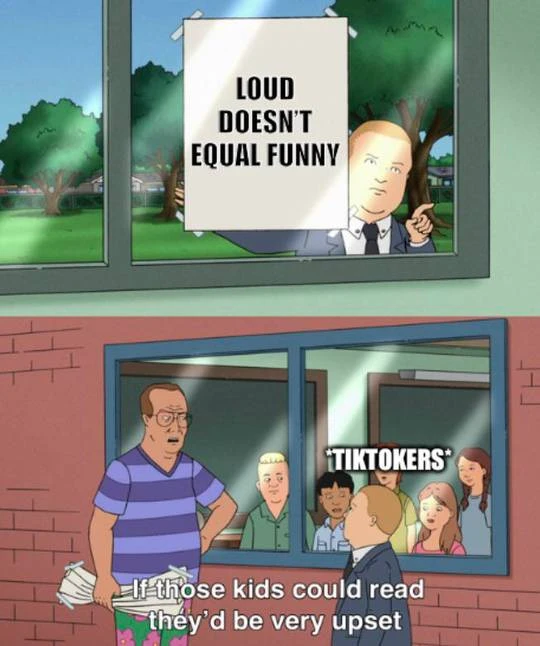 LOUD
DOESN'T
EQUAL FUNNY
*TIKTOKERS*
If those kids could read
they'd be very upset